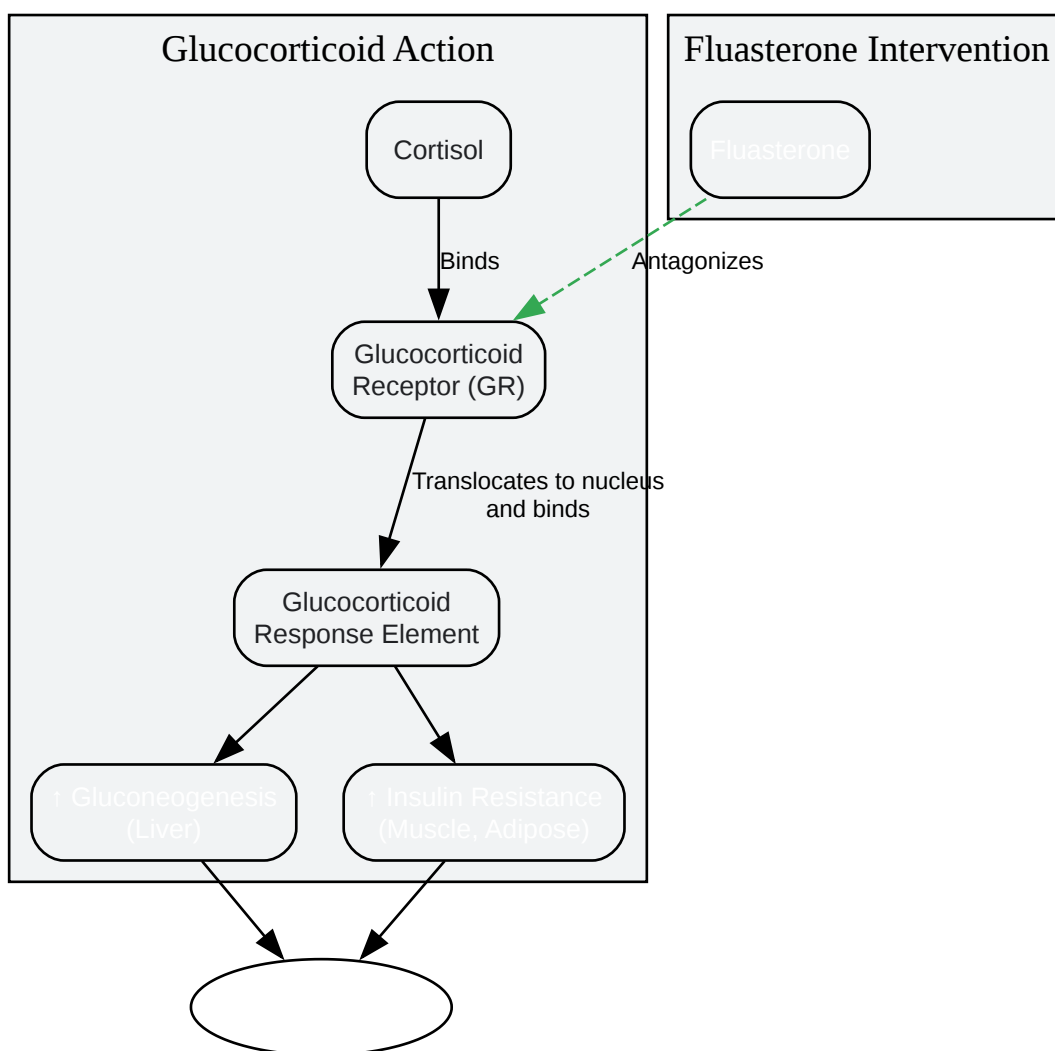 Glucocorticoid Action
Fluasterone Intervention
Cortisol
Fluasterone
Binds
Antagonizes
Glucocorticoid
Receptor (GR)
Translocates to nucleus
and binds
Glucocorticoid
Response Element
↑ Gluconeogenesis
(Liver)
↑ Insulin Resistance
(Muscle, Adipose)